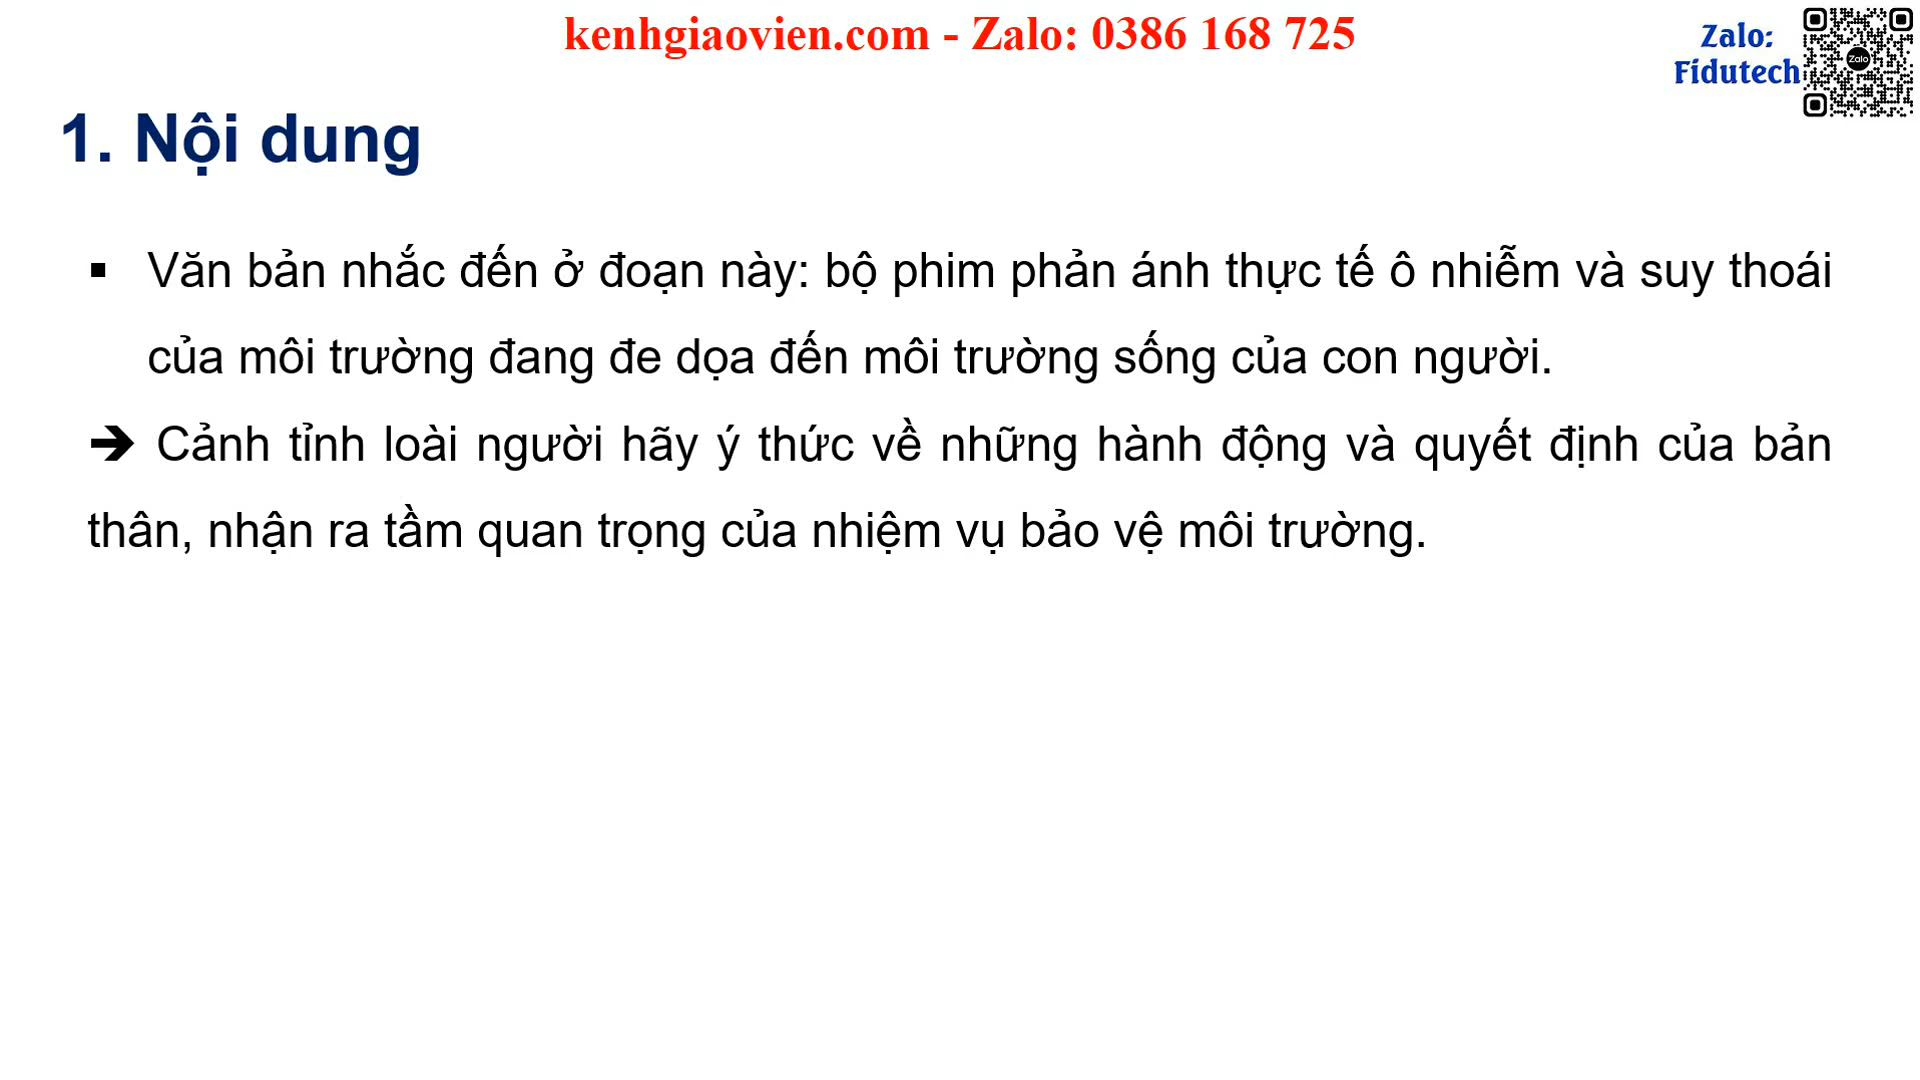 kenhgiaovien.com - Zalo: 0386 168 725
Zalo:
Fidutech
Zalo
1. Nội dung
▪ Văn bản nhắc đến ở đoạn này: bộ phim phản ánh thực tế ô nhiễm và suy thoái
của môi trường đang đe dọa đến môi trường sống của con người.
➔ Cảnh tỉnh loài người hãy ý thức về những hành động và quyết định của bản
thân, nhận ra tầm quan trọng của nhiệm vụ bảo vệ môi trường.